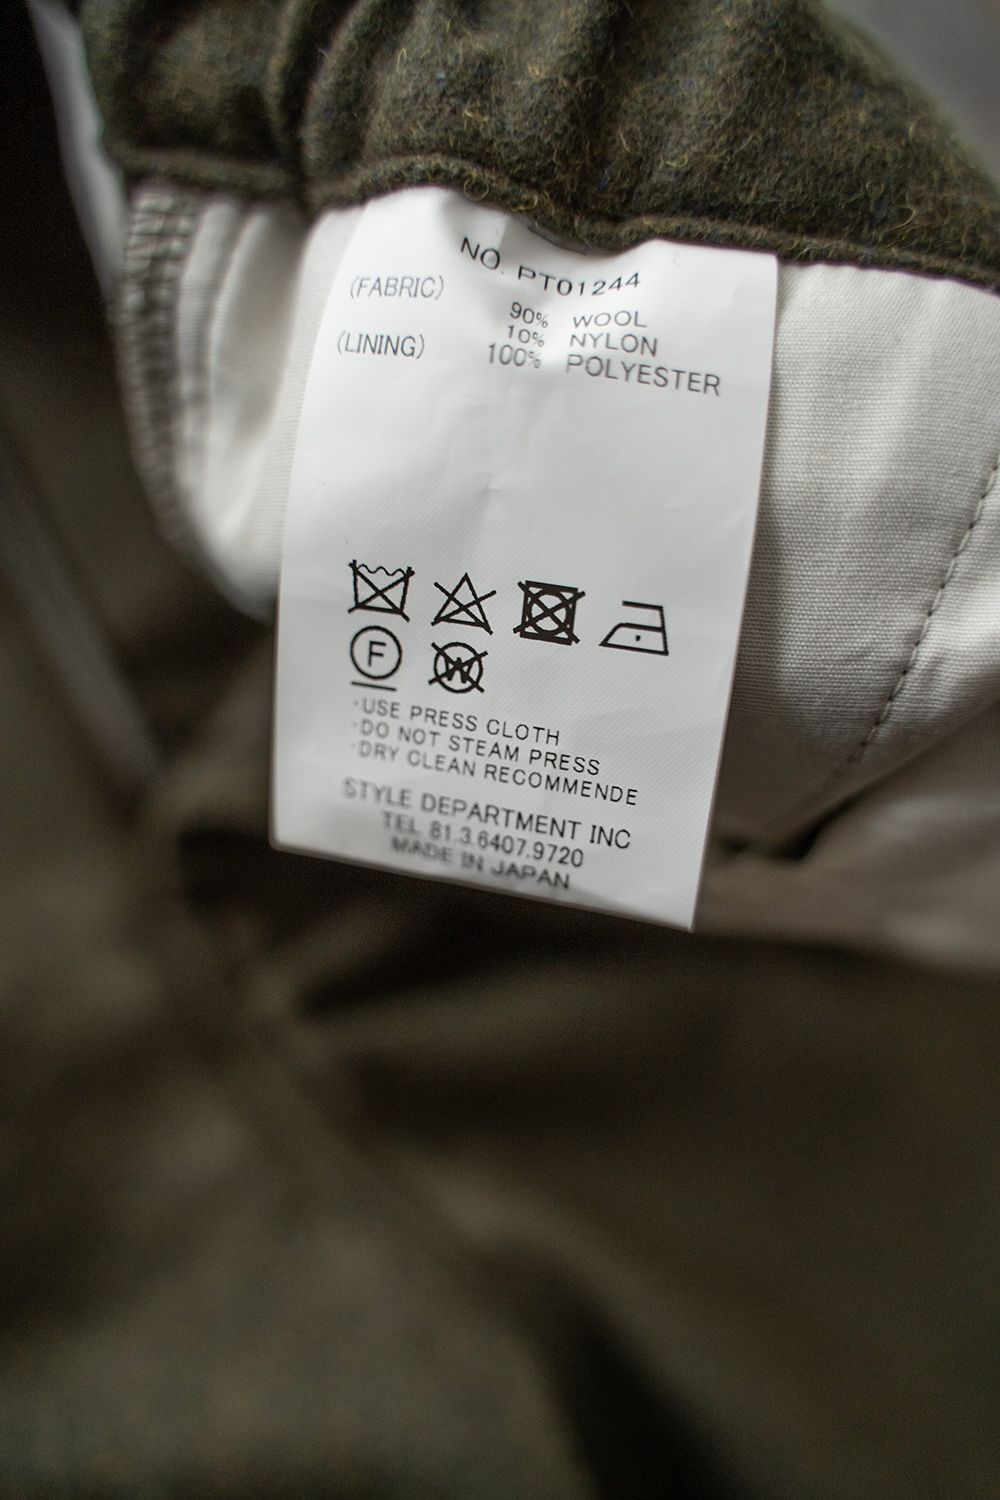 NO. PT01244
(FABRIC) 90% WOOL
10% NYLON
(LINING) 100% POLYESTER
F
W
·USE PRESS CLOTH
·DO NOT STEAM PRESS
·DRY CLEAN RECOMMENDE
STYLE DEPARTMENT INC
TEL 81.3.6407.9720
MADE IN JAPAN